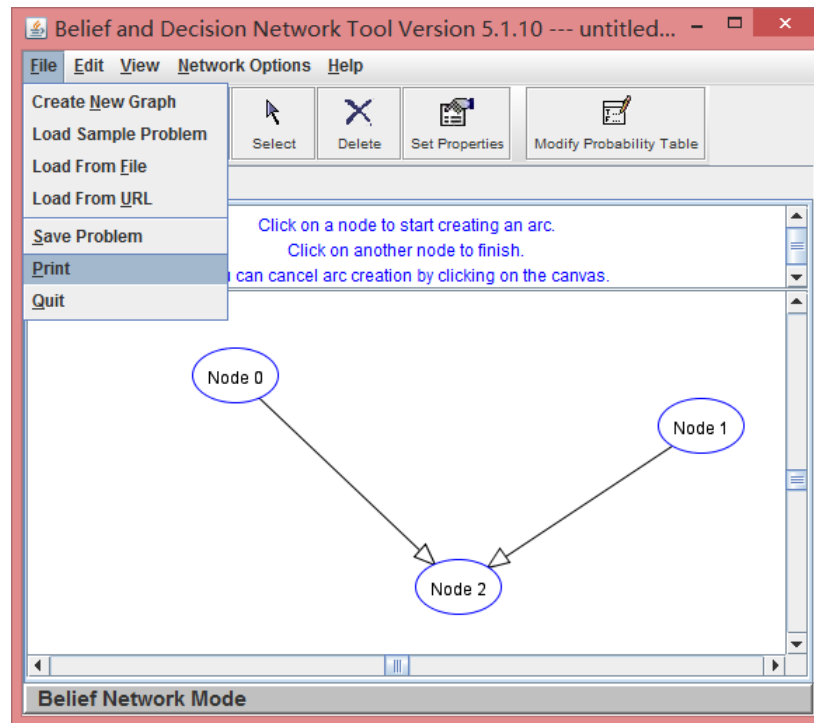 Belief and Decision Network Tool Version 5.1.10 --- untitled...
File Edit View Network Options Help
Create New Graph
Load Sample Problem
Load From File
Load From URL
Save Problem
Print
Quit
Select Delete Set Properties Modify Probability Table
Click on a node to start creating an arc.
Click on another node to finish.
can cancel arc creation by clicking on the canvas.
Node 0
Node 1
Node 2
Belief Network Mode